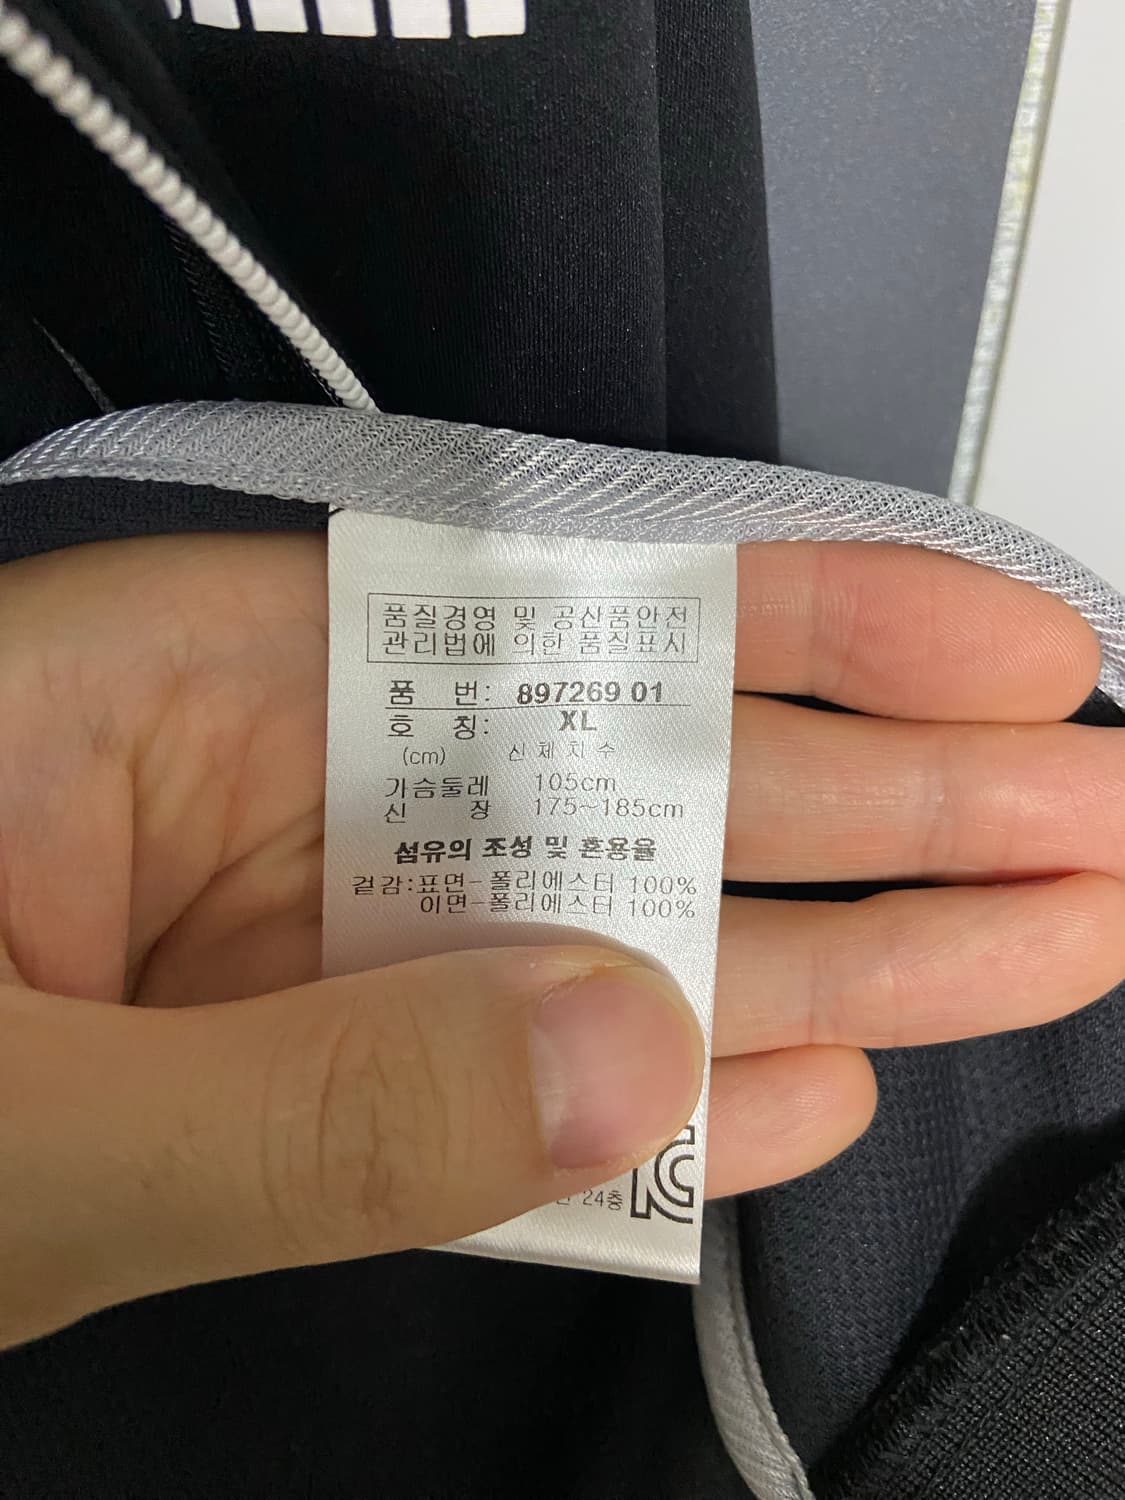 품질경영 및 공산품안전
관리법에 의한 품질표시
품 번: 897269 01
호 칭: XL
(cm) 신체치수
가슴둘레 105cm
신 장 175~185cm
섬유의 조성 및 혼용율
겉감:표면-폴리에스터 100%
이면-폴리에스터 100%
24층